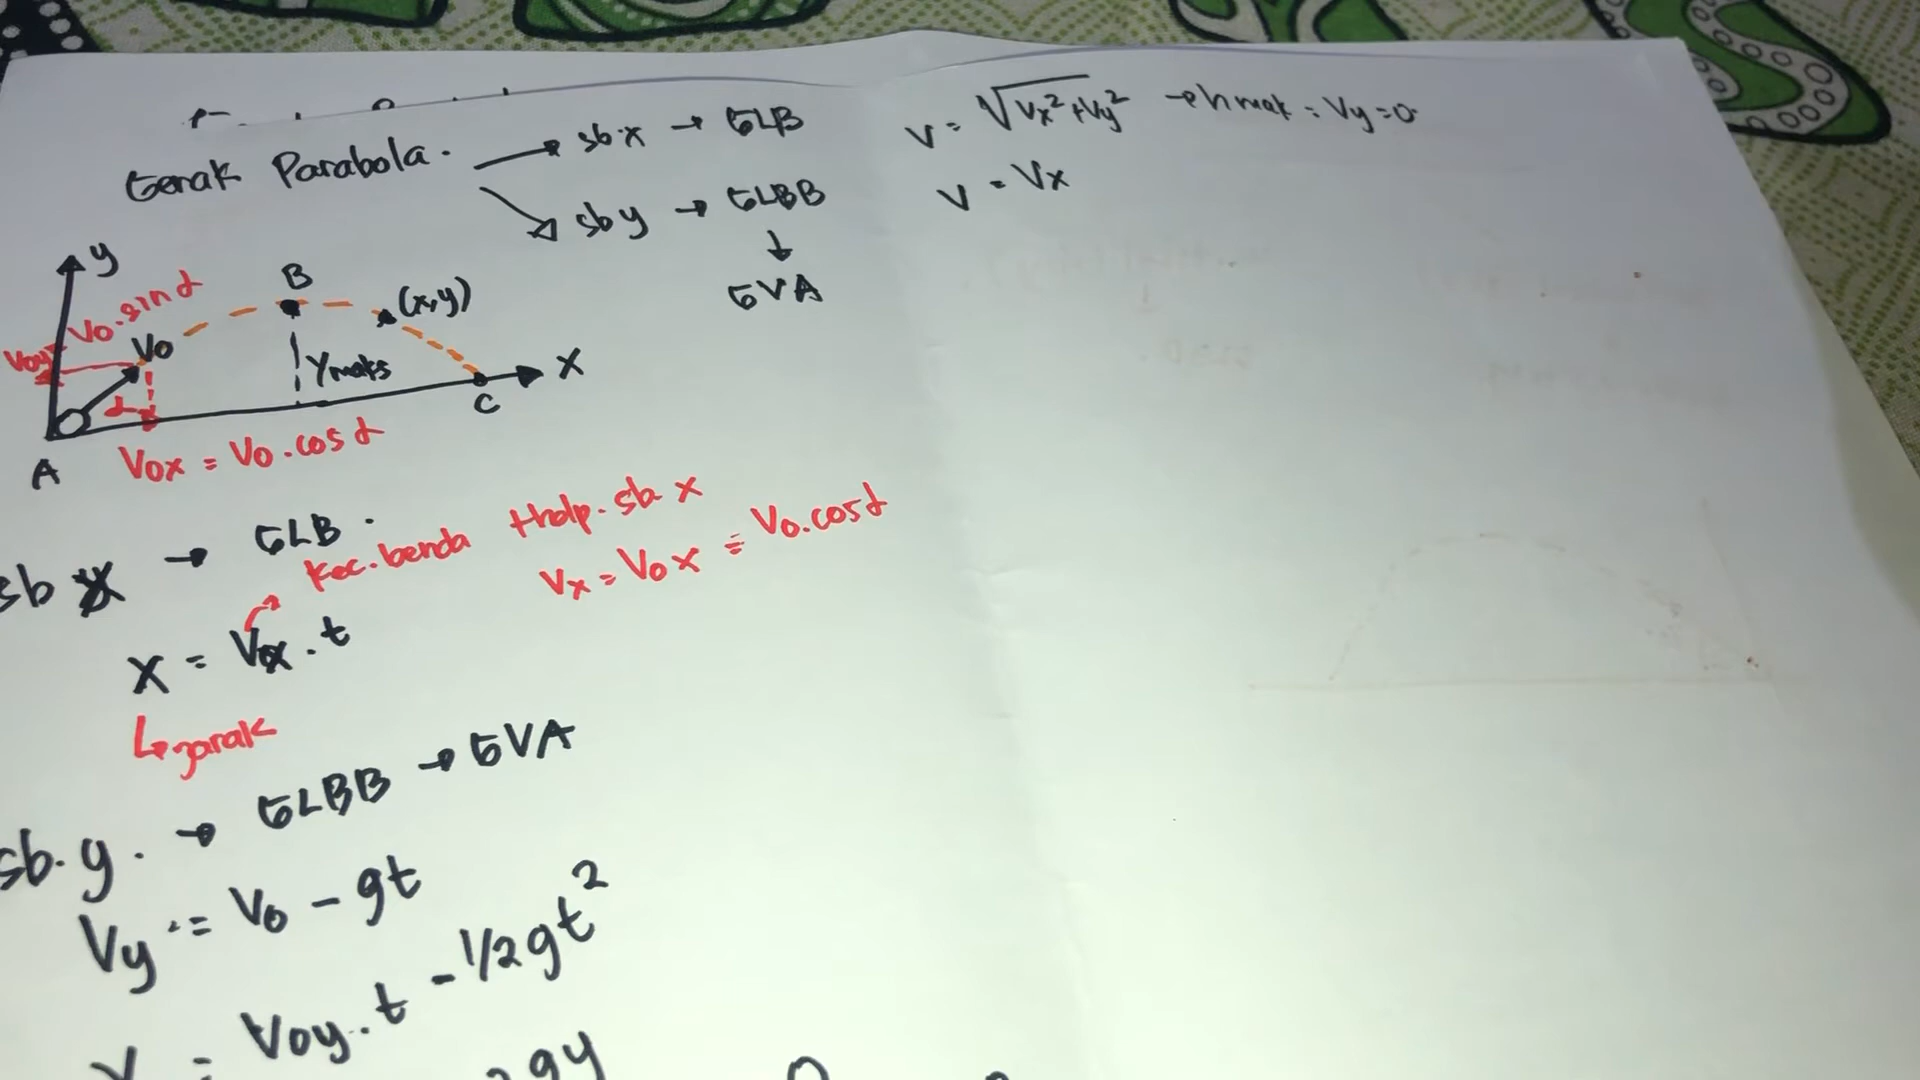 Gerak Parabola.
→ sb.x → GLB
→ sb y → GLBB
↓
GVA
V = √Vx²+Vy² → hmak : Vy=0
V = Vx
y
Voy = Vo.sin α
Vo
B
(x,y)
Ymaks
X
C
α
A
Vox = Vo.cos α
sb x → GLB.
kec.benda thdp.sb x
Vx = Vox = Vo.cos α
X = Vx.t
↳ jarak
sb.y. → GLBB → GVA
Vy = Vo - gt
Y = Voy.t - 1/2gt²
2gy